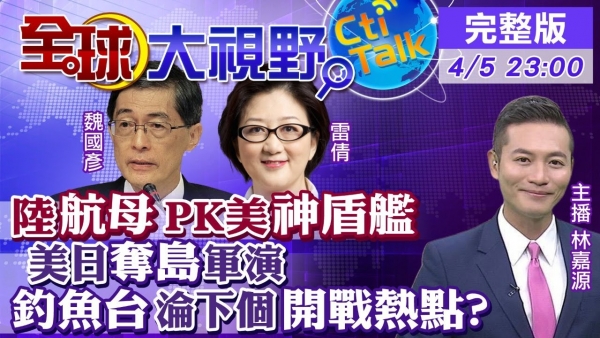 全球大視野
Cti Talk
完整版
4/5 23:00
魏國彥
雷倩
主播 林嘉源
陸航母PK美神盾艦
美日奪島軍演
釣魚台淪下個開戰熱點?